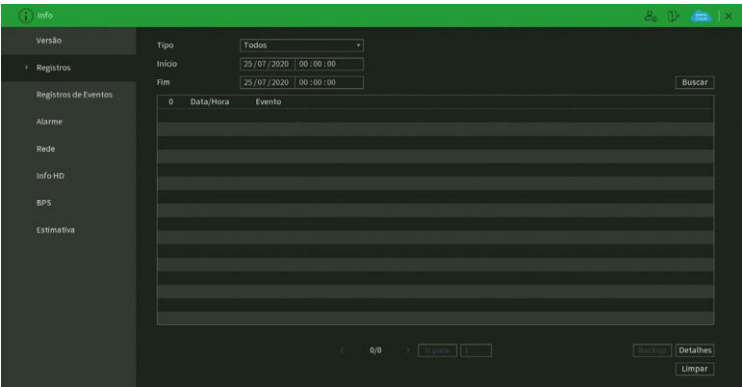 Info
Versão
Registros
Registros de Eventos
Alarme
Rede
Info HD
BPS
Estimativa
Tipo Todos
Início 25/07/2020 00:00:00
Fim 25/07/2020 00:00:00
Buscar
0 Data/Hora Evento
0/0 Ir para 1
Backup Detalhes
Limpar